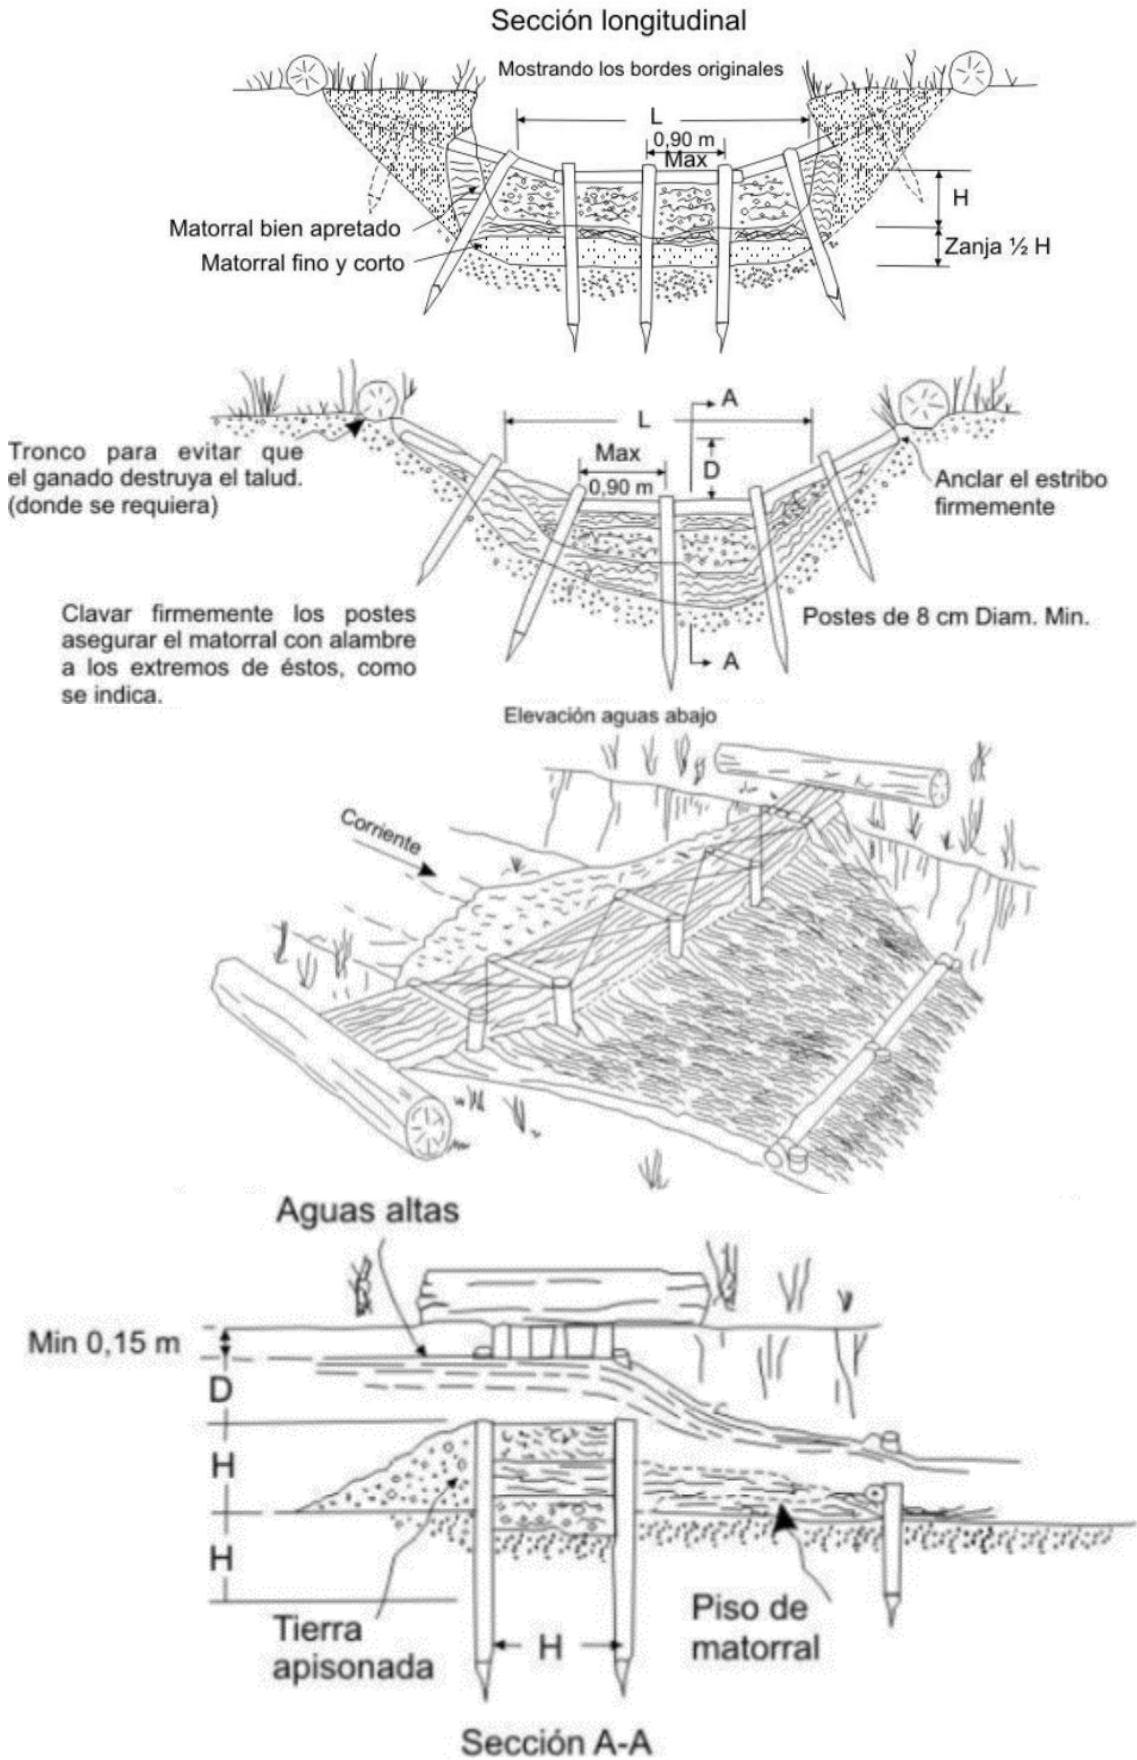 Sección longitudinal
Mostrando los bordes originales
L
0,90 m
Max
H
Matorral bien apretado
Matorral fino y corto
Zanja ½ H
A
L
Max
D
0,90 m
Tronco para evitar que
el ganado destruya el talud.
(donde se requiera)
Anclar el estribo
firmemente
Clavar firmemente los postes
asegurar el matorral con alambre
a los extremos de éstos, como
se indica.
Postes de 8 cm Diam. Min.
A
Elevación aguas abajo
Corriente
Aguas altas
Min 0,15 m
D
H
H
Tierra
apisonada
H
Piso de
matorral
Sección A-A